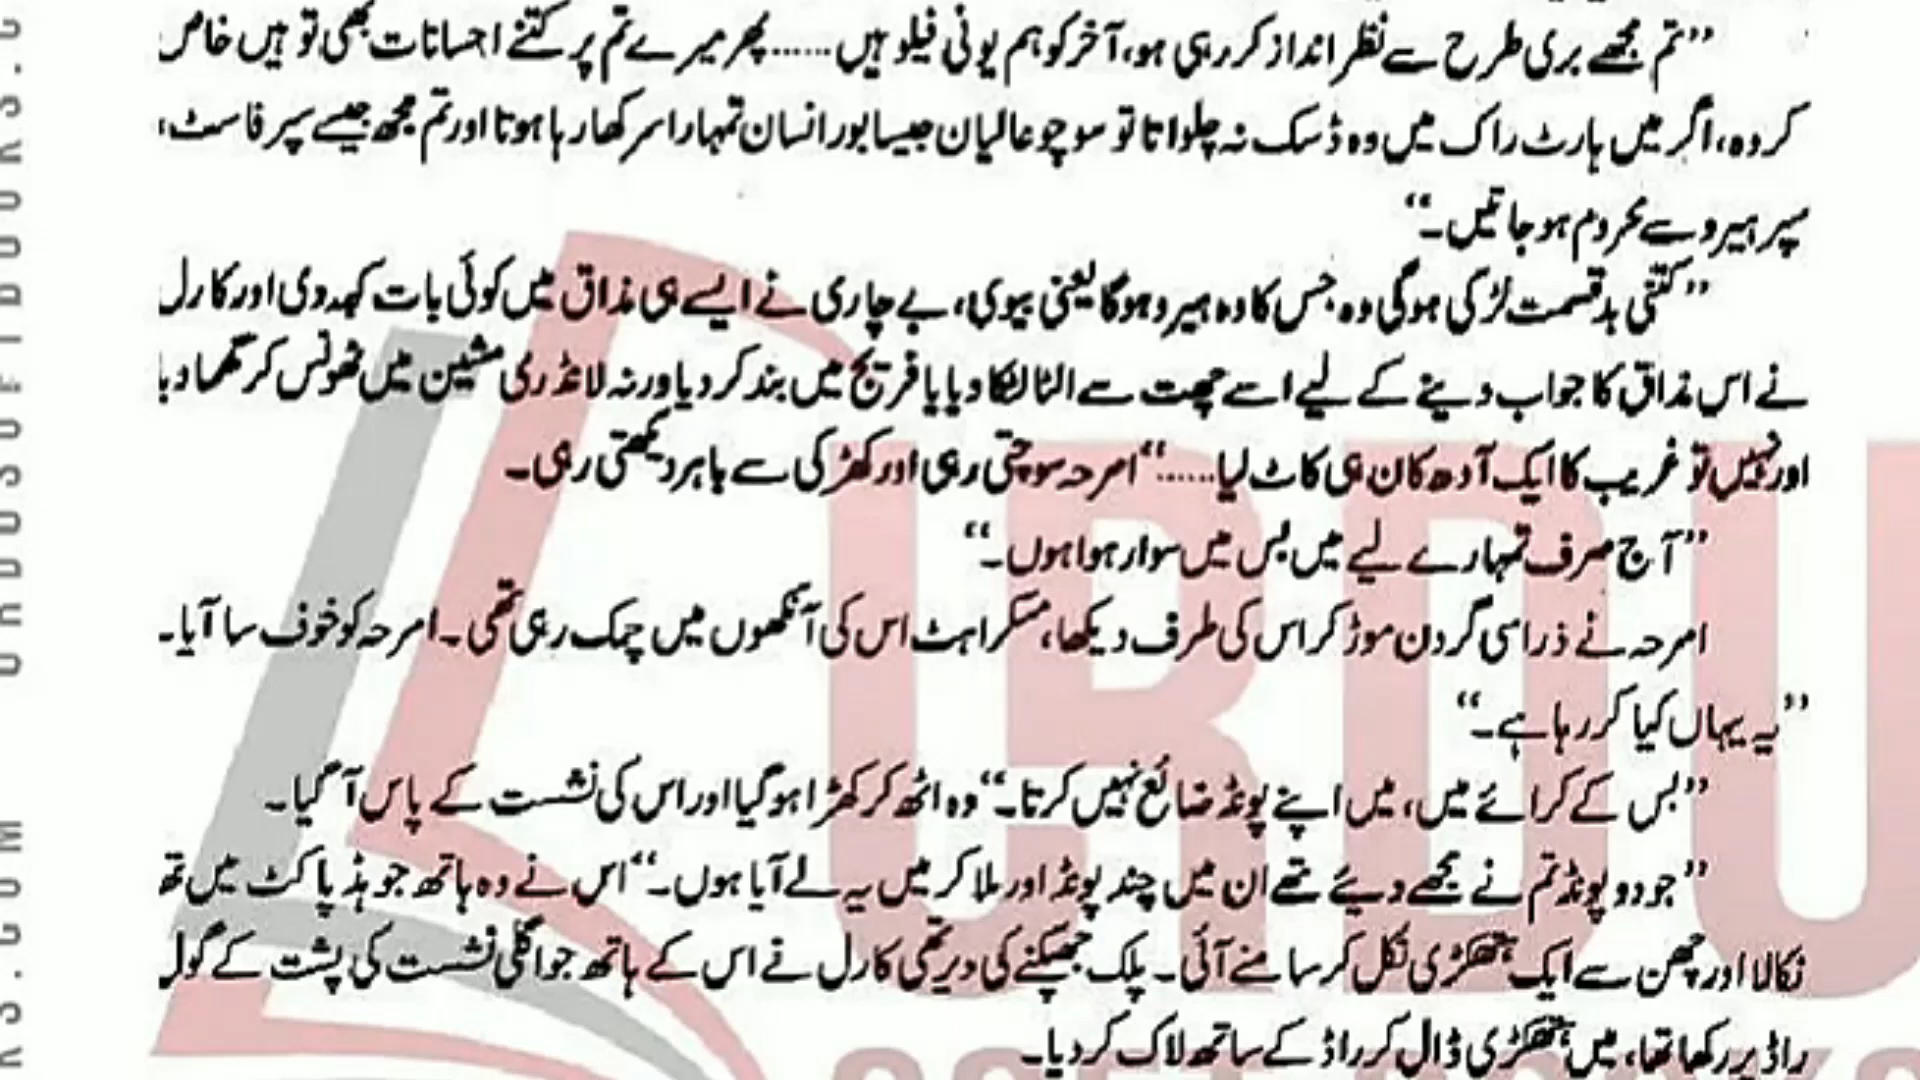 ’’تم مجھے بری طرح سے نظر انداز کر رہی ہو، آخر کو ہم یونی فیلو ہیں......پھر میرے تم پر کتنے احسانات بھی تو ہیں خاص
کر وہ، اگر میں ہارٹ راک میں وہ ڈسک نہ چلواتا تو سوچو عالیان جیسا بور انسان تمہارا سر کھا رہا ہوتا اور تم مجھ جیسے سپر فاسٹ،
سپر ہیرو سے محروم ہو جاتیں۔‘‘
’’کتنی بدقسمت لڑکی ہوگی وہ جس کا وہ ہیرو ہوگا یعنی بیوی، بے چاری نے ایسے ہی مذاق میں کوئی بات کہہ دی اور کارل
نے اس مذاق کا جواب دینے کے لیے اسے چھت سے الٹا لٹکا دیا یا فریج میں بند کر دیا ورنہ لانڈری مشین میں ٹھونس کر گھما دیا
اور نہیں تو غریب کا ایک آدھ کان ہی کاٹ لیا......‘‘ امرحہ سوچتی رہی اور کھڑکی سے باہر دیکھتی رہی۔
’’آج صرف تمہارے لیے میں بس میں سوار ہوا ہوں۔‘‘
امرحہ نے ذرا سی گردن موڑ کر اس کی طرف دیکھا، مسکراہٹ اس کی آنکھوں میں چمک رہی تھی۔ امرحہ کو خوف سا آیا۔
’’یہ یہاں کیا کر رہا ہے۔‘‘
’’بس کے کرائے میں، میں اپنے پونڈ ضائع نہیں کرتا۔‘‘ وہ اٹھ کر کھڑا ہو گیا اور اس کی نشست کے پاس آ گیا۔
’’جو دو پونڈ تم نے مجھے دیئے تھے ان میں چند پونڈ اور ملا کر میں یہ لے آیا ہوں۔‘‘ اس نے وہ ہاتھ جو ہڈ پاکٹ میں تھ
نکالا اور چھن سے ایک ہتھکڑی نکل کر سامنے آئی۔ پلک جھپکنے کی دیر تھی کارل نے اس کے ہاتھ جو اگلی نشست کی پشت کے گول
راڈ پر رکھا تھا، میں ہتھکڑی ڈال کر راڈ کے ساتھ لاک کر دیا۔
URDU